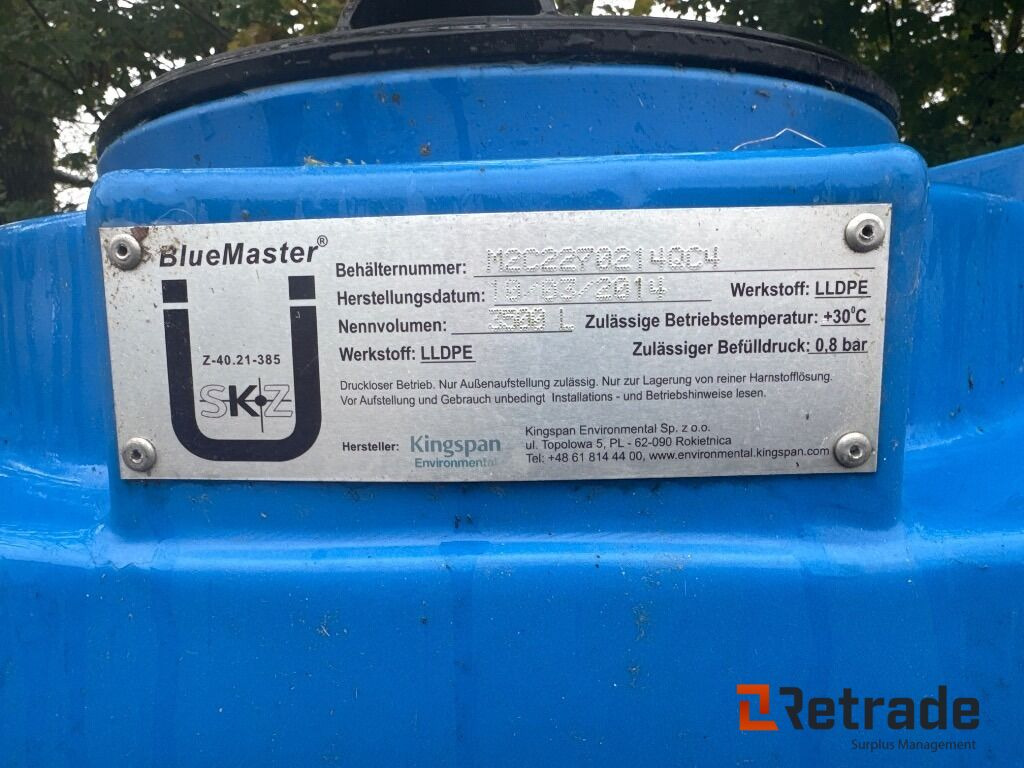 BlueMaster®
Z-40.21-385
SKZ
Behälternummer: M2C22702140C4
Herstellungsdatum: 10/03/2014 Werkstoff: LLDPE
Nennvolumen: 3500 L Zulässige Betriebstemperatur: +30°C
Werkstoff: LLDPE Zulässiger Befülldruck: 0,8 bar
Druckloser Betrieb. Nur Außenaufstellung zulässig. Nur zur Lagerung von reiner Harnstofflösung.
Vor Aufstellung und Gebrauch unbedingt Installations - und Betriebshinweise lesen.
Hersteller: Kingspan
Environmental
Kingspan Environmental Sp. z o.o.
ul. Topolowa 5, PL - 62-090 Rokietnica
Tel: +48 61 814 44 00, www.environmental.kingspan.com
Retrade
Surplus Management